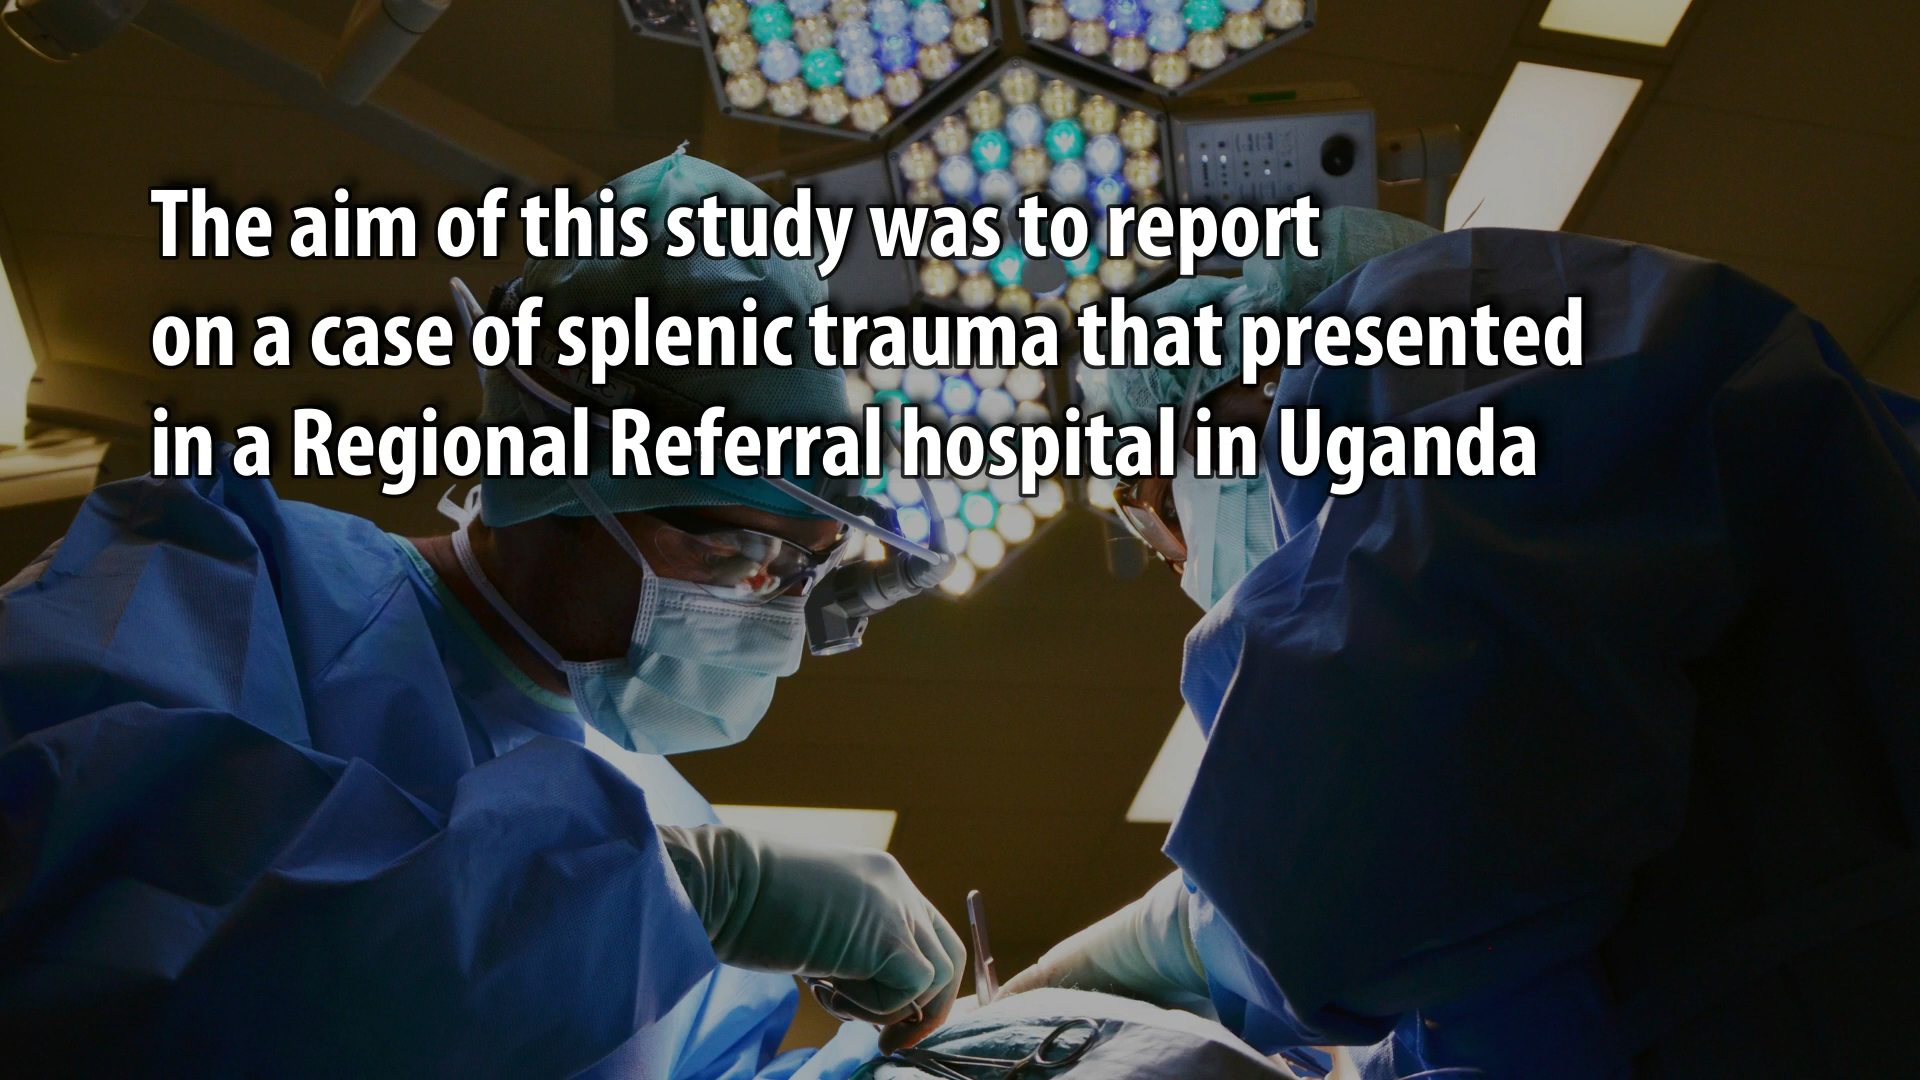 The aim of this study was to report
on a case of splenic trauma that presented
in a Regional Referral hospital in Uganda